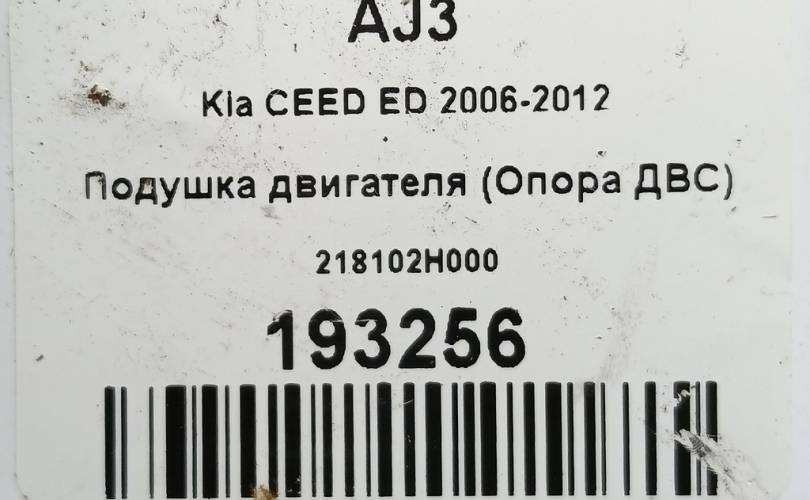 AJ3
Kia CEED ED 2006-2012
Подушка двигателя (Опора ДВС)
218102H000
193256